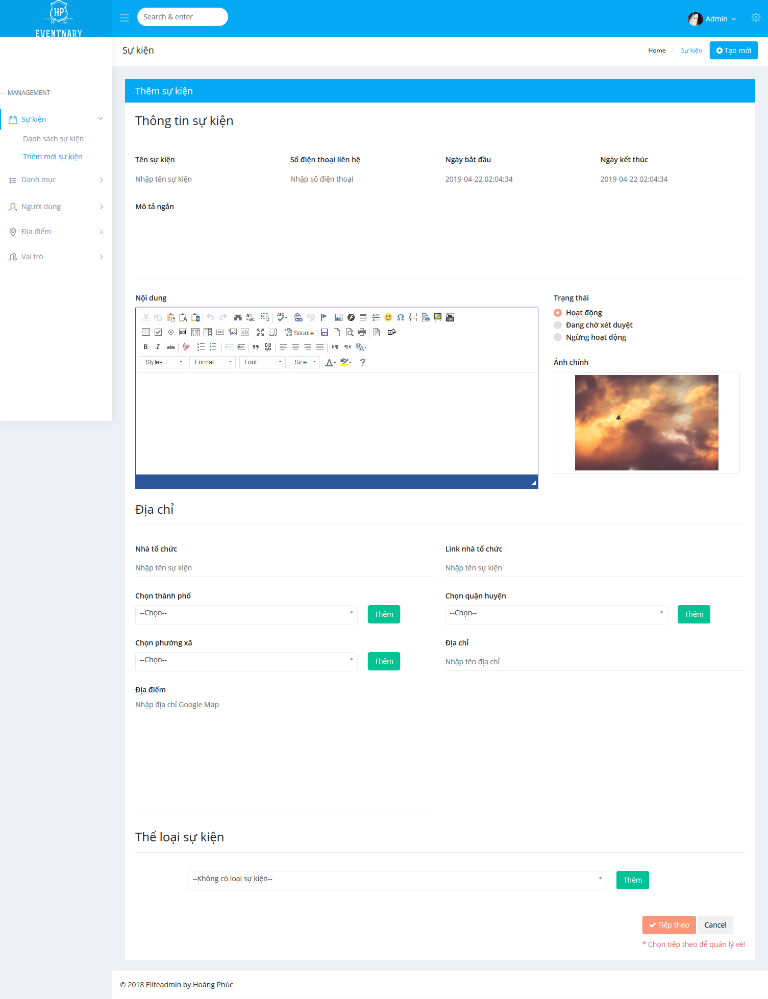 HP
EVENTNARY
Search & enter
Admin
Sự kiện
Home
Sự kiện
Tạo mới
--- MANAGEMENT
Sự kiện
Danh sách sự kiện
Thêm mới sự kiện
Danh mục
Người dùng
Địa điểm
Vai trò
Thêm sự kiện
Thông tin sự kiện
Tên sự kiện
Số điện thoại liên hệ
Ngày bắt đầu
Ngày kết thúc
Nhập tên sự kiện
Nhập số điện thoại
2019-04-22 02:04:34
2019-04-22 02:04:34
Mô tả ngắn
Nội dung
Source
Styles
Format
Font
Size
Trạng thái
Hoạt động
Đang chờ xét duyệt
Ngừng hoạt động
Ảnh chính
Địa chỉ
Nhà tổ chức
Link nhà tổ chức
Nhập tên sự kiện
Nhập tên sự kiện
Chọn thành phố
Chọn quận huyện
--Chọn--
Thêm
--Chọn--
Thêm
Chọn phường xã
Địa chỉ
--Chọn--
Thêm
Nhập tên địa chỉ
Địa điểm
Nhập địa chỉ Google Map
Thể loại sự kiện
--Không có loại sự kiện--
Thêm
Tiếp theo
Cancel
* Chọn tiếp theo để quản lý vé!
© 2018 Eliteadmin by Hoàng Phúc